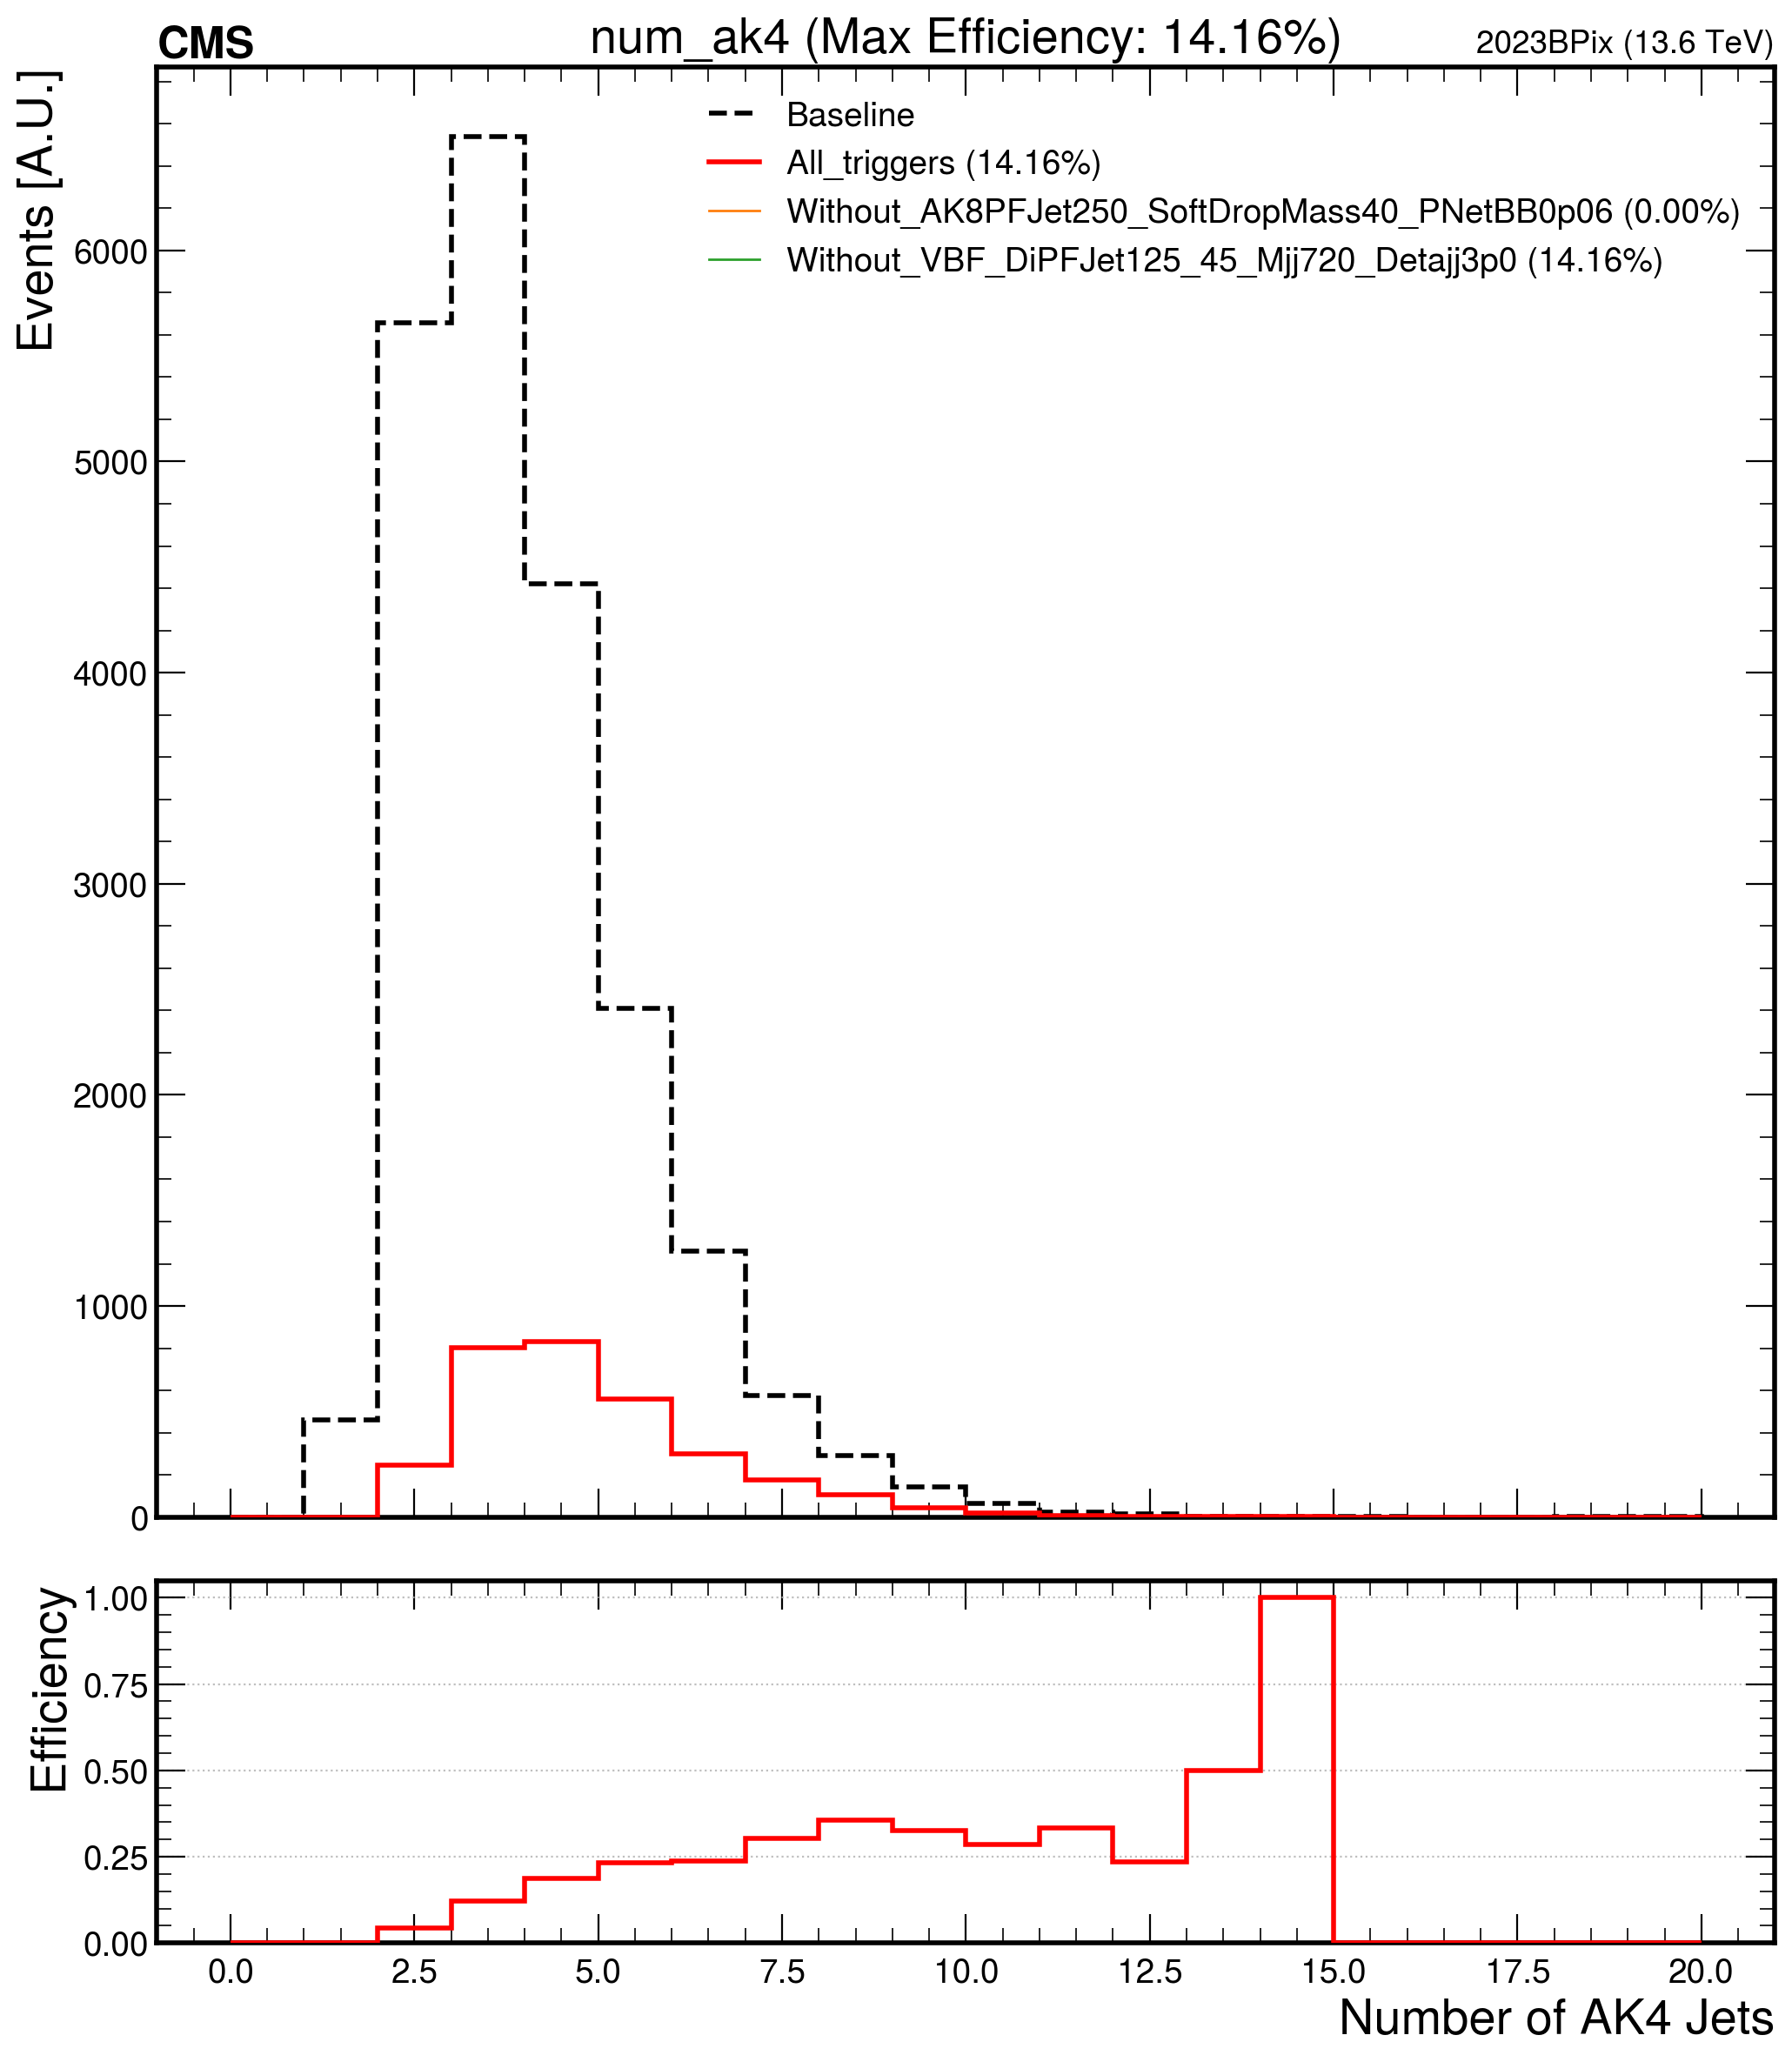 CMS
num_ak4 (Max Efficiency: 14.16%)
2023BPix (13.6 TeV)
Events [A.U.]
Baseline
All_triggers (14.16%)
Without_AK8PFJet250_SoftDropMass40_PNetBB0p06 (0.00%)
Without_VBF_DiPFJet125_45_Mjj720_Detajj3p0 (14.16%)
6000
5000
4000
3000
2000
1000
0
Efficiency
1.00
0.75
0.50
0.25
0.00
0.0 2.5 5.0 7.5 10.0 12.5 15.0 17.5 20.0
Number of AK4 Jets